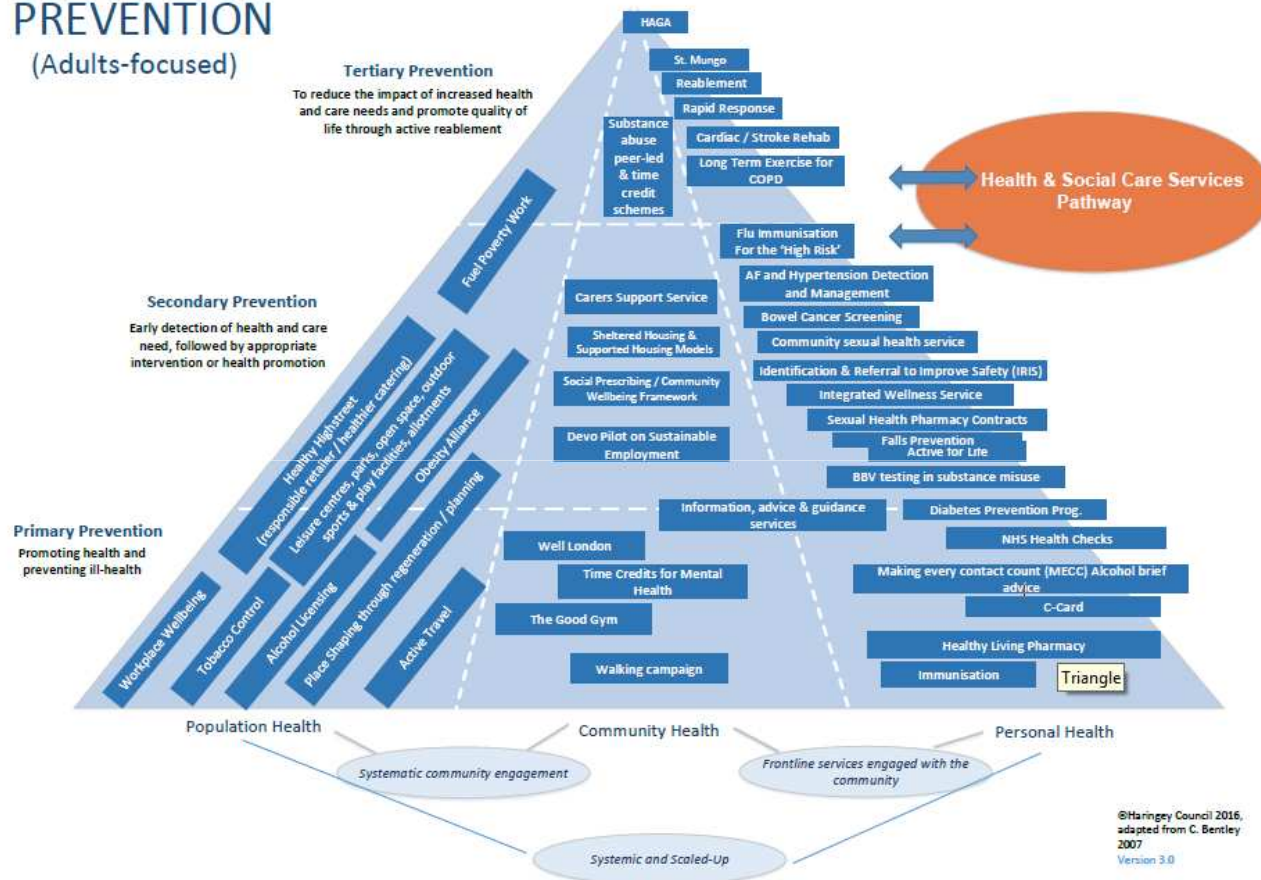 PREVENTION
(Adults-focused)
Tertiary Prevention
To reduce the impact of increased health
and care needs and promote quality of
life through active reablement
HAGA
St. Mungo
Reablement
Rapid Response
Cardiac / Stroke Rehab
Long Term Exercise for
COPD
Substance
abuse
peer-led
& time
credit
schemes
Health & Social Care Services
Pathway
Fuel Poverty Work
Flu Immunisation
For the 'High Risk'
Secondary Prevention
Early detection of health and care
need, followed by appropriate
intervention or health promotion
Carers Support Service
Sheltered Housing &
Supported Housing Models
Social Prescribing / Community
Wellbeing Framework
Devo Pilot on Sustainable
Employment
AF and Hypertension Detection
and Management
Bowel Cancer Screening
Community sexual health service
Identification & Referral to Improve Safety (IRIS)
Integrated Wellness Service
Sexual Health Pharmacy Contracts
Falls Prevention
Active for Life
BBV testing in substance misuse
Healthy Highstreet
(responsible retailer / healthier catering)
Leisure centres, parks, open space, outdoor
sports & play facilities, allotments
Obesity Alliance
Primary Prevention
Promoting health and
preventing ill-health
Workplace Wellbeing
Tobacco Control
Alcohol Licensing
Place Shaping through regeneration / planning
Active Travel
Information, advice & guidance
services
Well London
Time Credits for Mental
Health
The Good Gym
Walking campaign
Diabetes Prevention Prog.
NHS Health Checks
Making every contact count (MECC) Alcohol brief
advice
C-Card
Healthy Living Pharmacy
Immunisation
Triangle
Population Health
Community Health
Personal Health
Systematic community engagement
Frontline services engaged with the
community
Systemic and Scaled-Up
©Haringey Council 2016,
adapted from C. Bentley
2007
Version 3.0